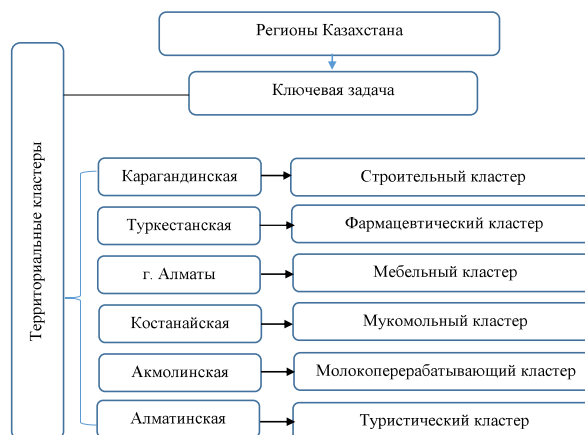 Регионы Казахстана
Ключевая задача
Территориальные кластеры
Карагандинская
Строительный кластер
Туркестанская
Фармацевтический кластер
г. Алматы
Мебельный кластер
Костанайская
Мукомольный кластер
Акмолинская
Молокоперерабатывающий кластер
Алматинская
Туристический кластер